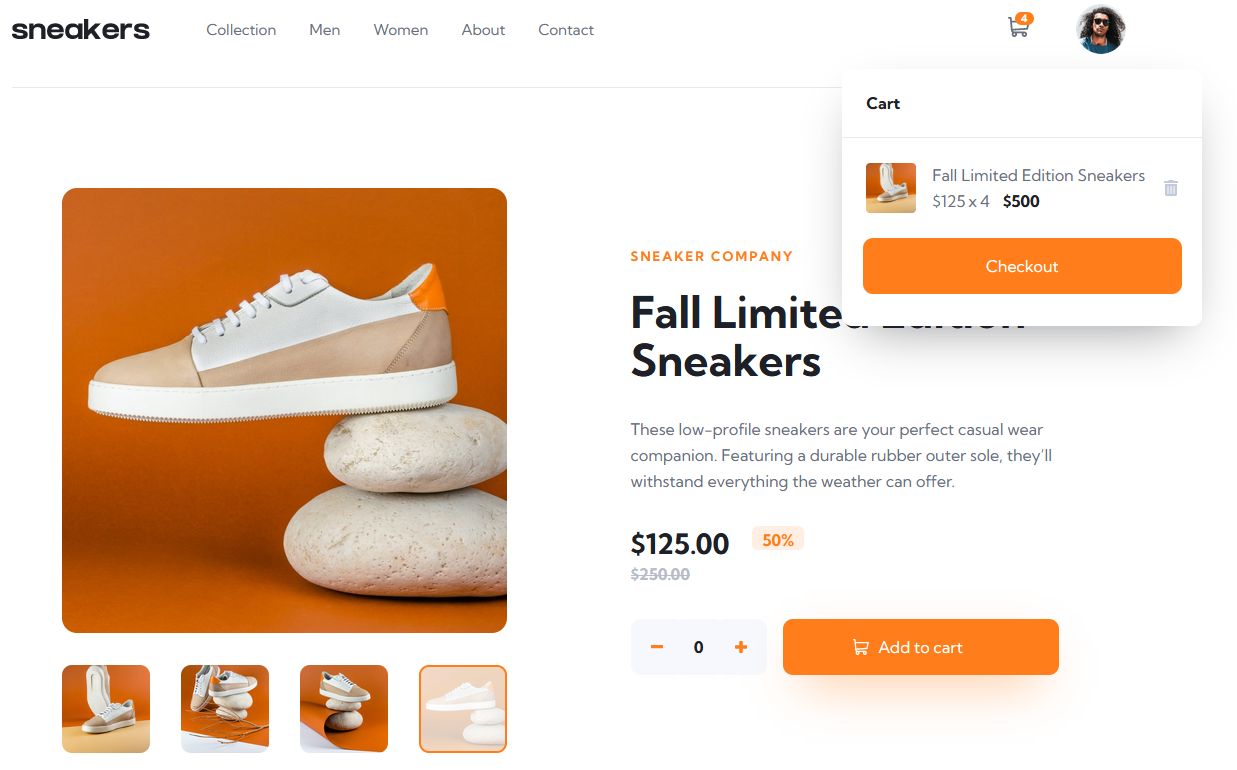 sneakers
Collection
Men
Women
About
Contact
4
Cart
Fall Limited Edition Sneakers
$125 x 4 $500
Checkout
SNEAKER COMPANY
Fall Limited Edition
Sneakers
These low-profile sneakers are your perfect casual wear
companion. Featuring a durable rubber outer sole, they’ll
withstand everything the weather can offer.
$125.00 50%
$250.00
0
Add to cart